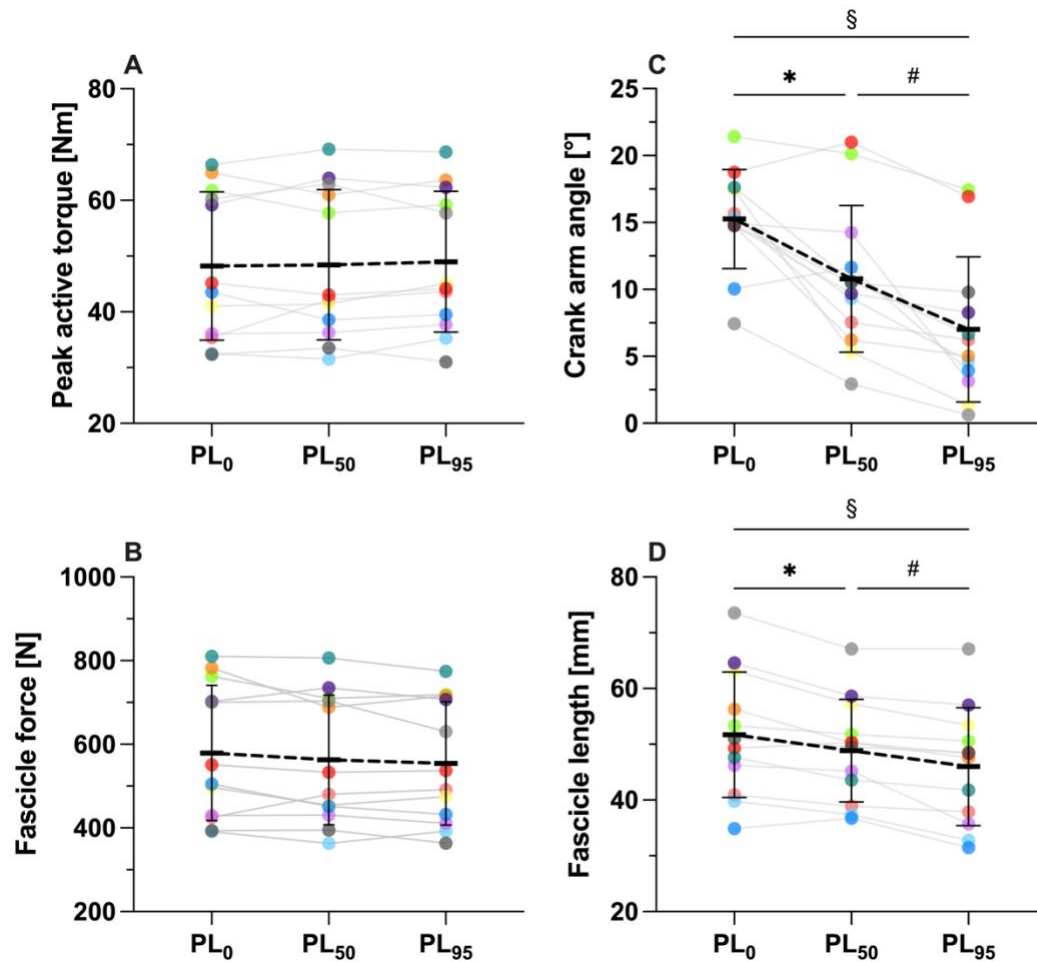 A
Peak active torque [Nm]
80
60
40
20
PL₀ PL₅₀ PL₉₅
§
C
* #
Crank arm angle [°]
25
20
15
10
5
0
PL₀ PL₅₀ PL₉₅
B
Fascicle force [N]
1000
800
600
400
200
PL₀ PL₅₀ PL₉₅
§
D
* #
Fascicle length [mm]
80
60
40
20
PL₀ PL₅₀ PL₉₅